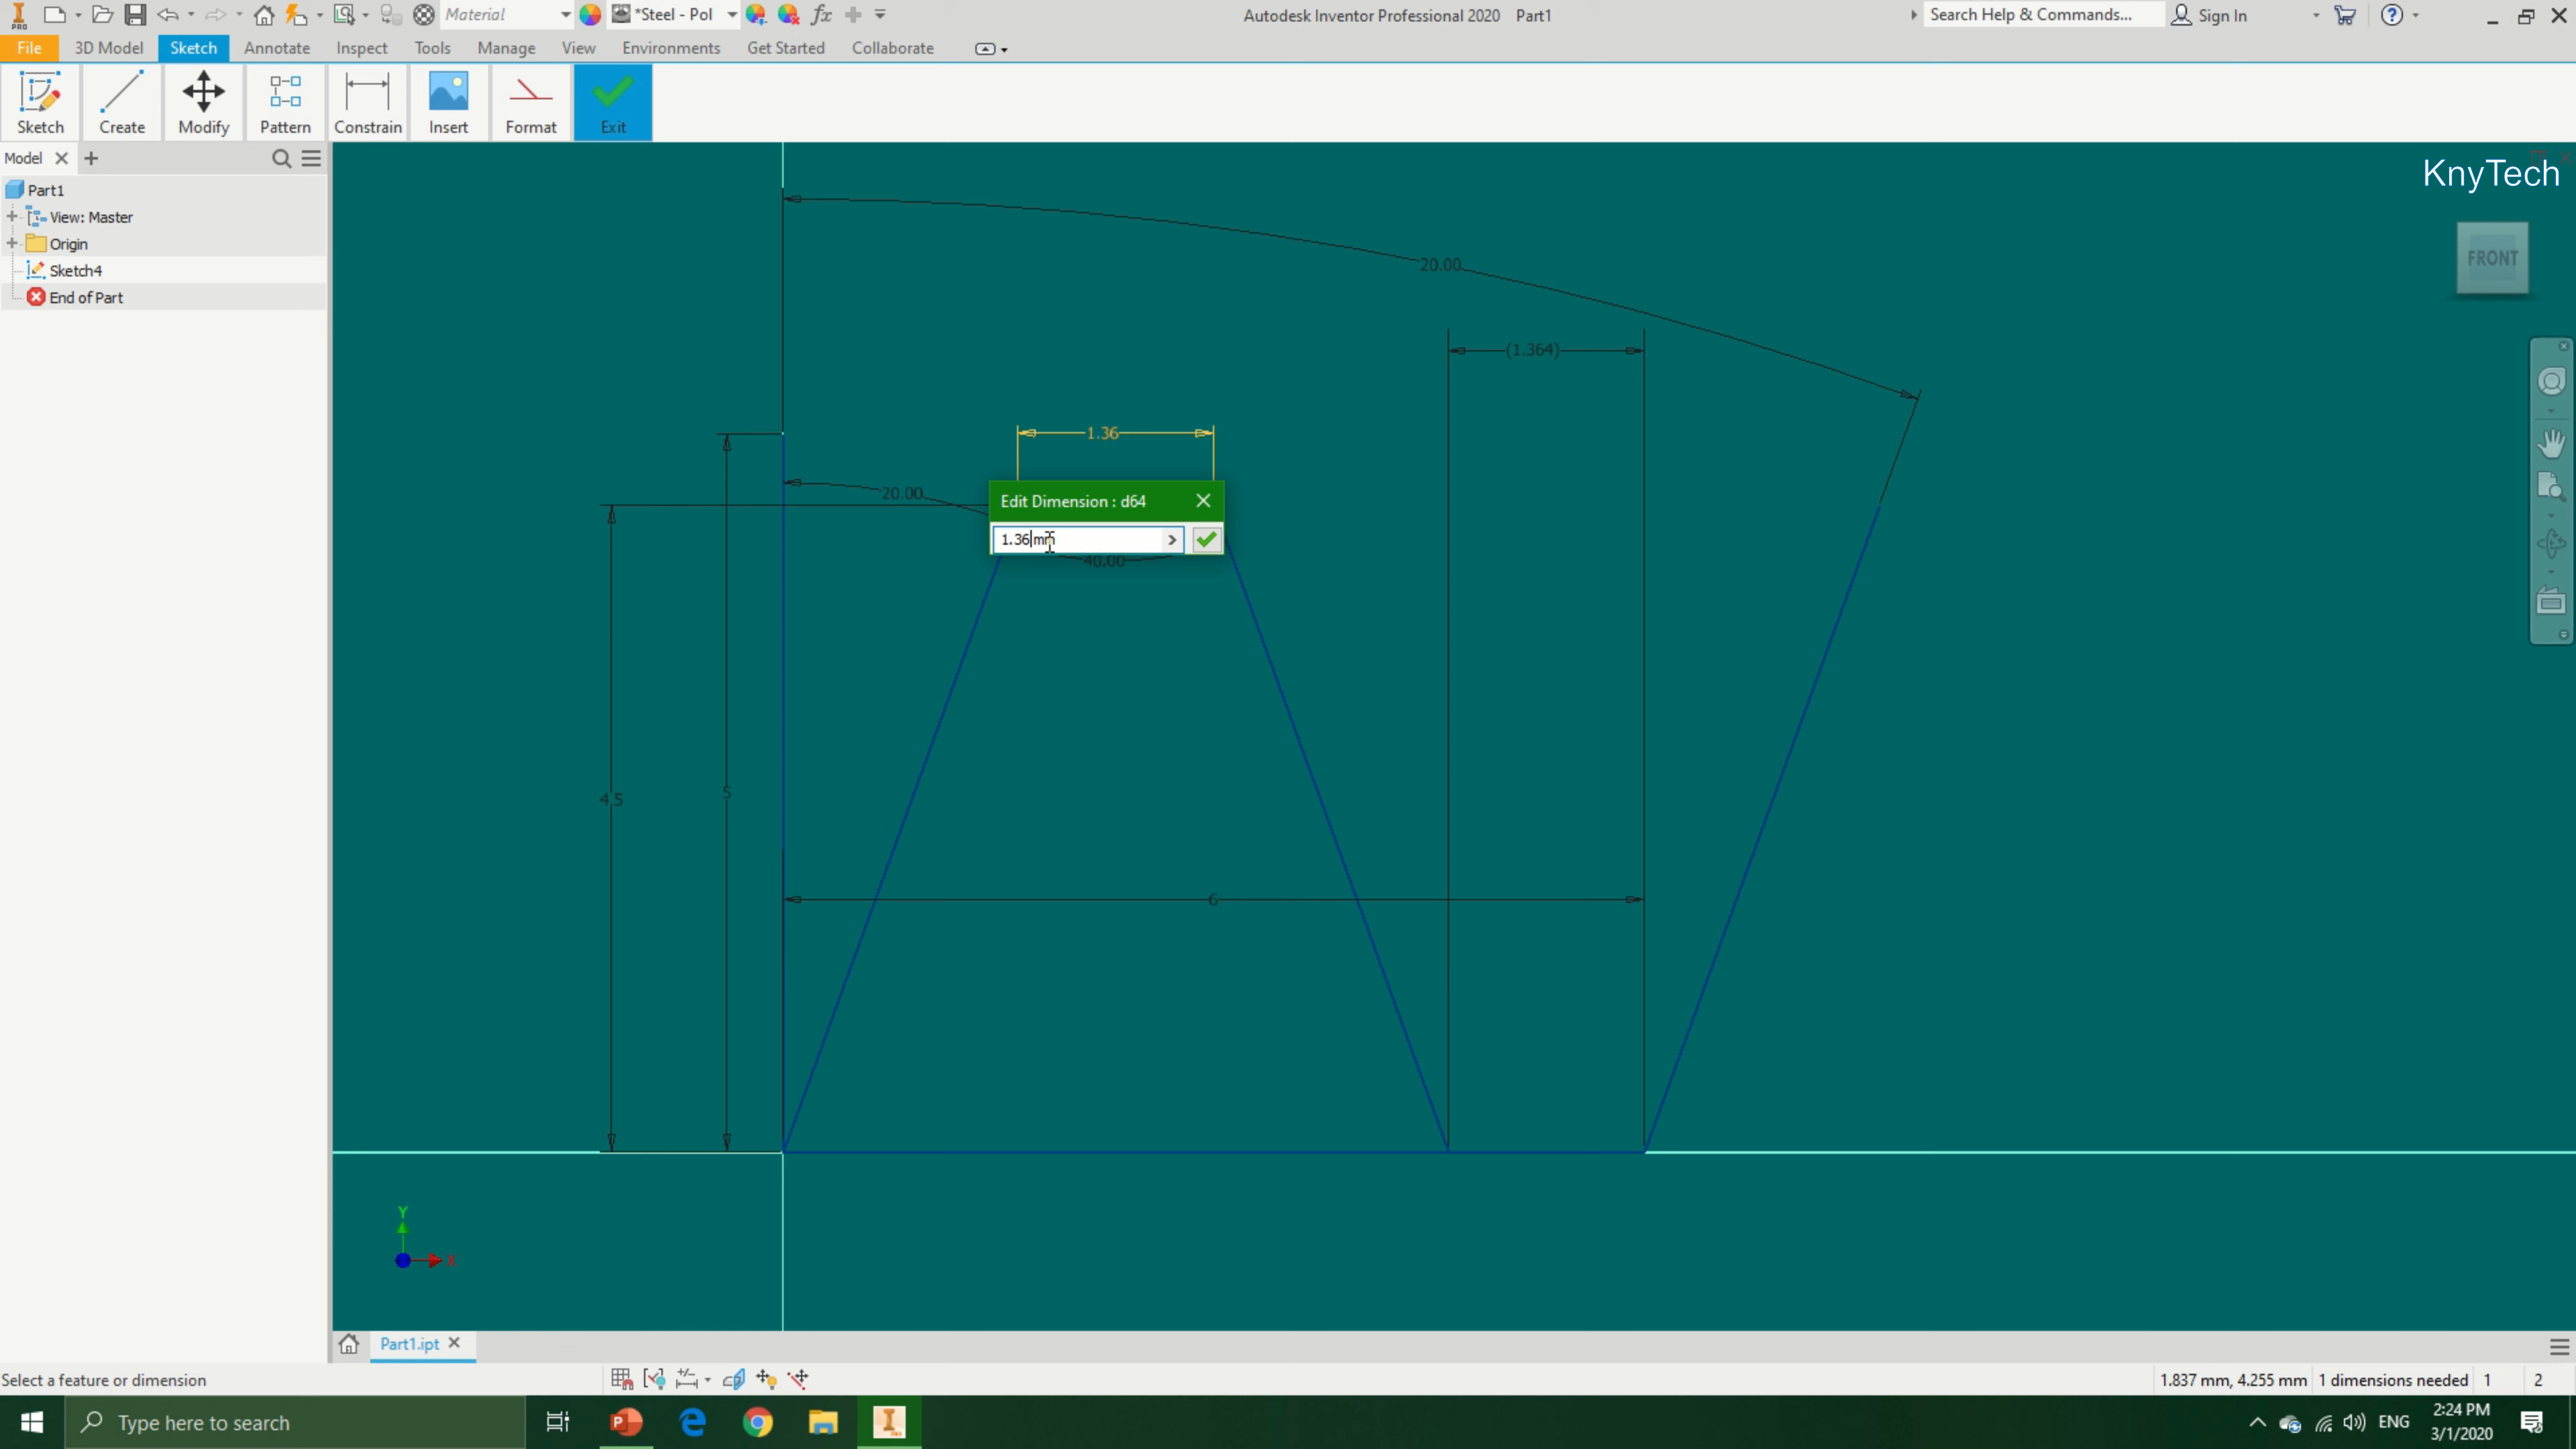 Material
*Steel - Pol
Autodesk Inventor Professional 2020 Part1
Search Help & Commands...
Sign In
File 3D Model Sketch Annotate Inspect Tools Manage View Environments Get Started Collaborate
Sketch Create Modify Pattern Constrain Insert Format Exit
Model
KnyTech
Part1
View: Master
Origin
Sketch4
End of Part
FRONT
20.00
(1.364)
1.36
20.00
Edit Dimension : d64
1.36 mm
40.00
4.5
5
6
Y
X
Part1.ipt
Select a feature or dimension
1.837 mm, 4.255 mm 1 dimensions needed 1 2
Type here to search
ENG
2:24 PM
3/1/2020